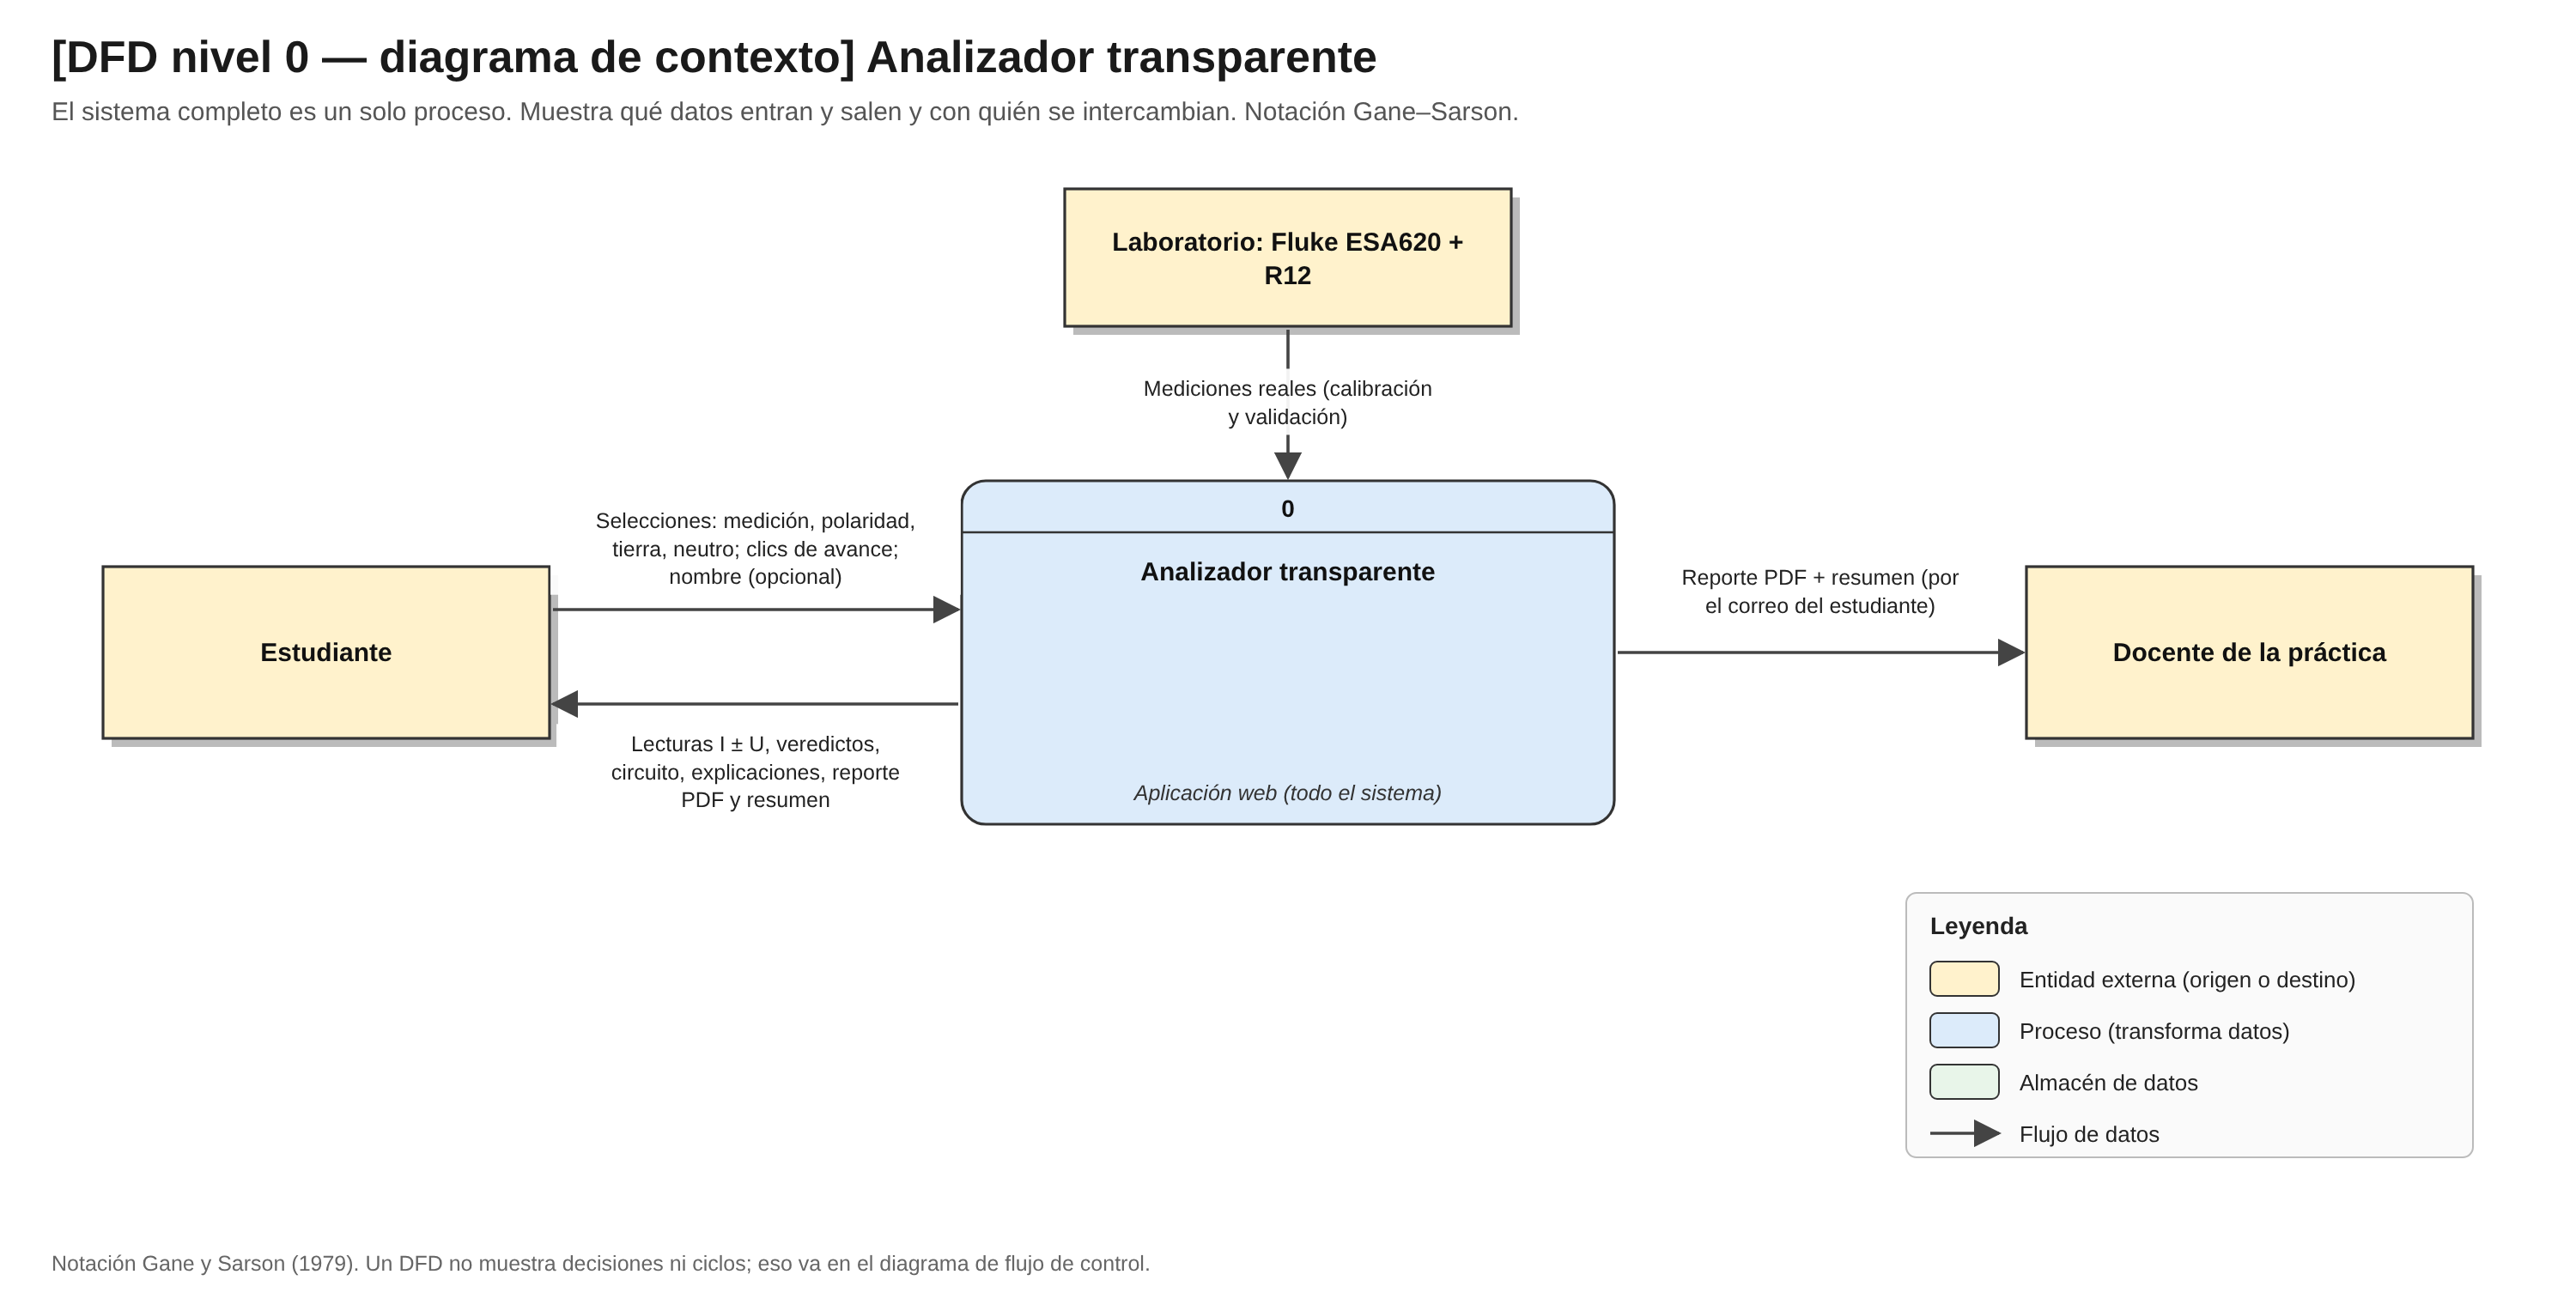 [DFD nivel 0 — diagrama de contexto] Analizador transparente
El sistema completo es un solo proceso. Muestra qué datos entran y salen y con quién se intercambian. Notación Gane–Sarson.
Laboratorio: Fluke ESA620 +
R12
Mediciones reales (calibración
y validación)
0
Analizador transparente
Aplicación web (todo el sistema)
Selecciones: medición, polaridad,
tierra, neutro; clics de avance;
nombre (opcional)
Estudiante
Lecturas I ± U, veredictos,
circuito, explicaciones, reporte
PDF y resumen
Reporte PDF + resumen (por
el correo del estudiante)
Docente de la práctica
Leyenda
Entidad externa (origen o destino)
Proceso (transforma datos)
Almacén de datos
Flujo de datos
Notación Gane y Sarson (1979). Un DFD no muestra decisiones ni ciclos; eso va en el diagrama de flujo de control.